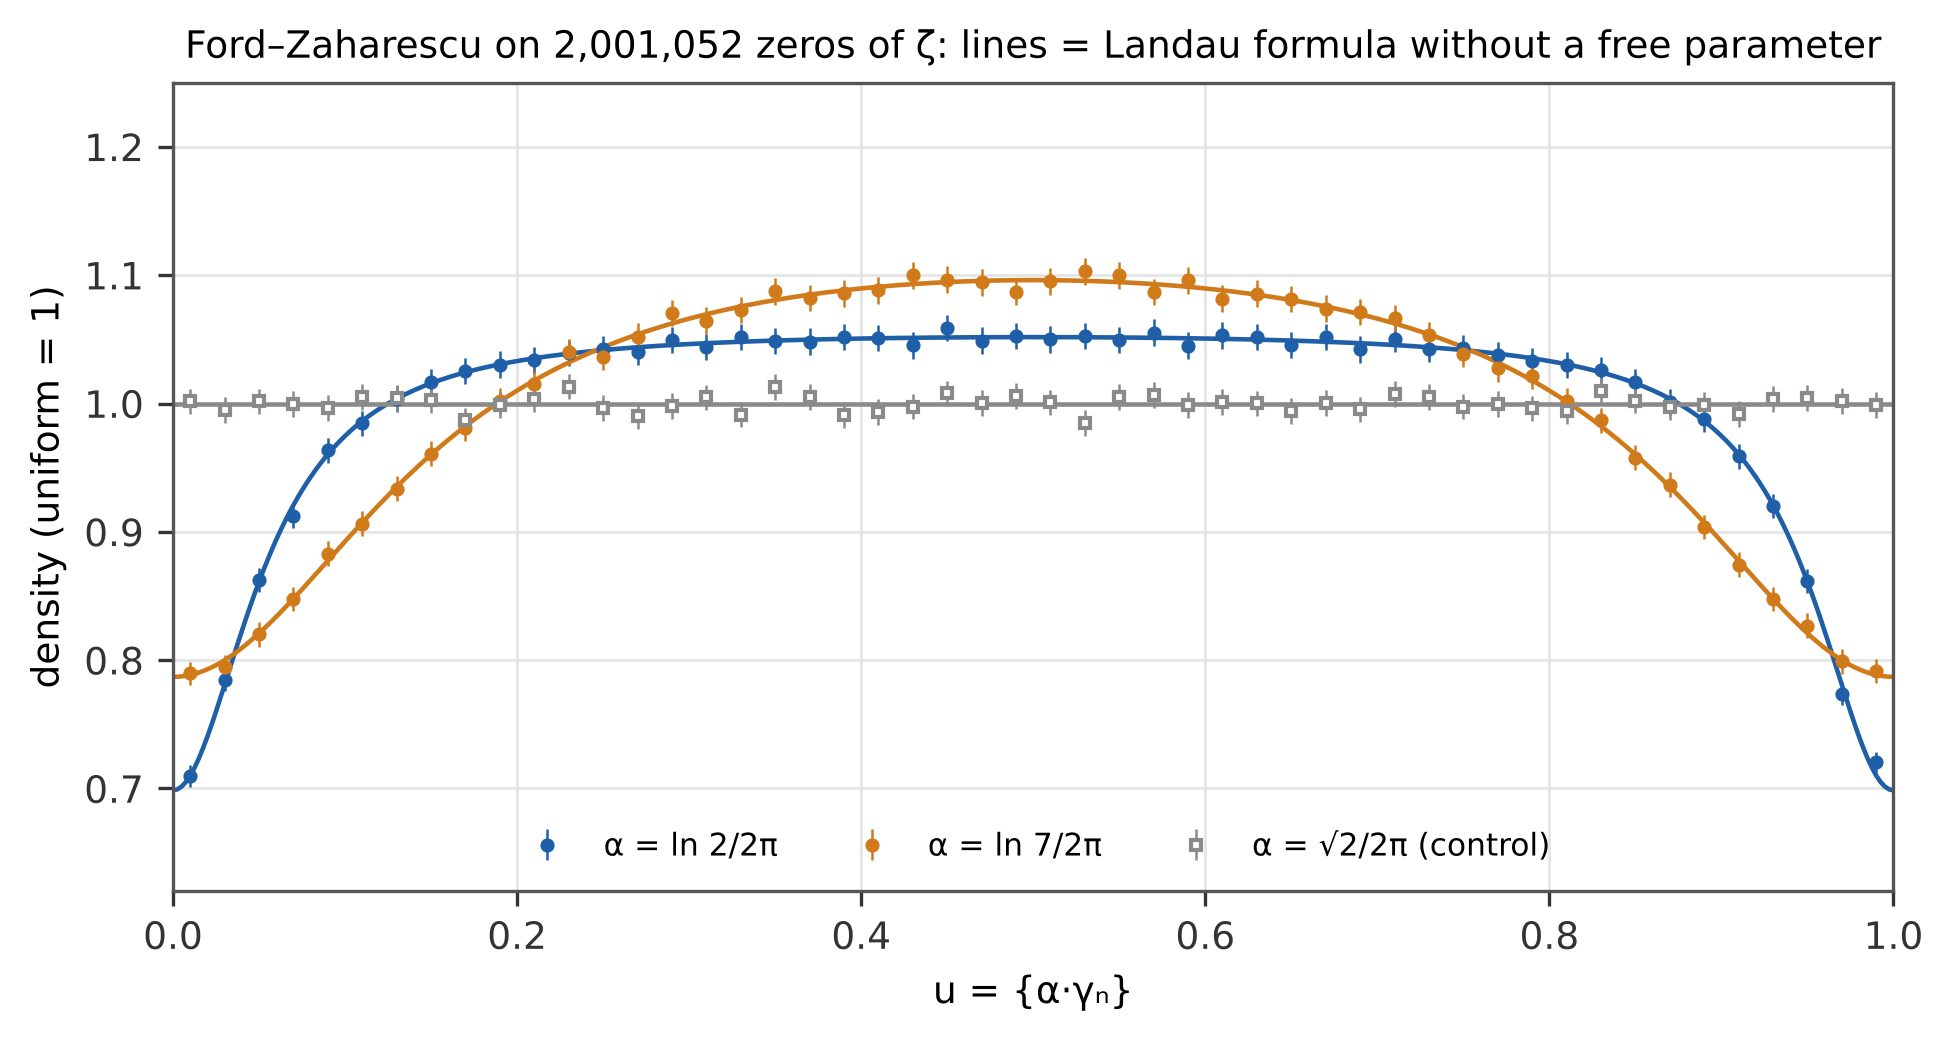 Ford–Zaharescu on 2,001,052 zeros of ζ: lines = Landau formula without a free parameter
density (uniform = 1)
1.2
1.1
1.0
0.9
0.8
0.7
α = ln 2/2π
α = ln 7/2π
α = √2/2π (control)
0.0 0.2 0.4 0.6 0.8 1.0
u = {α·γₙ}